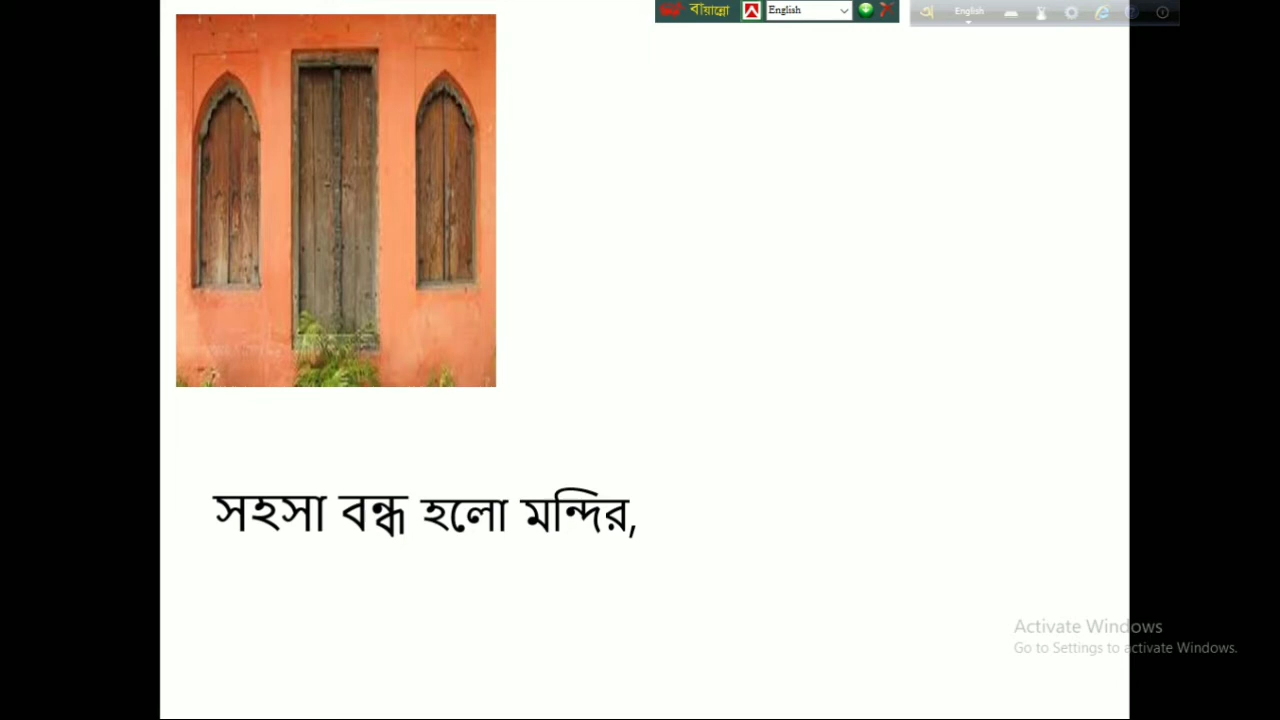 বায়ান্নো English
অ English
সহসা বন্ধ হলো মন্দির,
Activate Windows
Go to Settings to activate Windows.